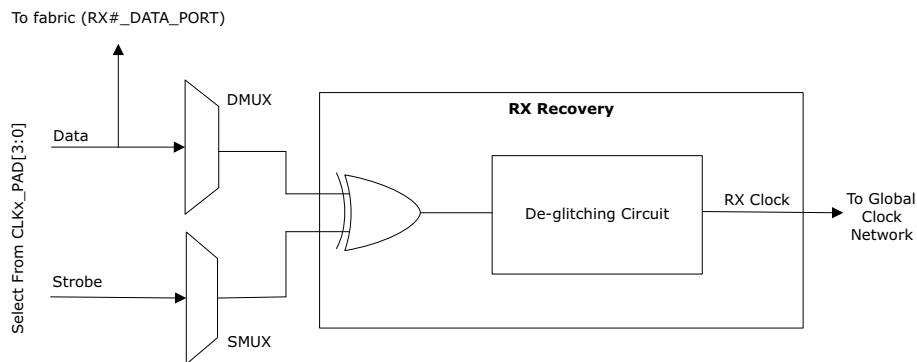 To fabric (RX#_DATA_PORT)
DMUX
RX Recovery
Data
Select From CLKx_PAD[3:0]
De-glitching Circuit
RX Clock
To Global
Clock
Network
Strobe
SMUX